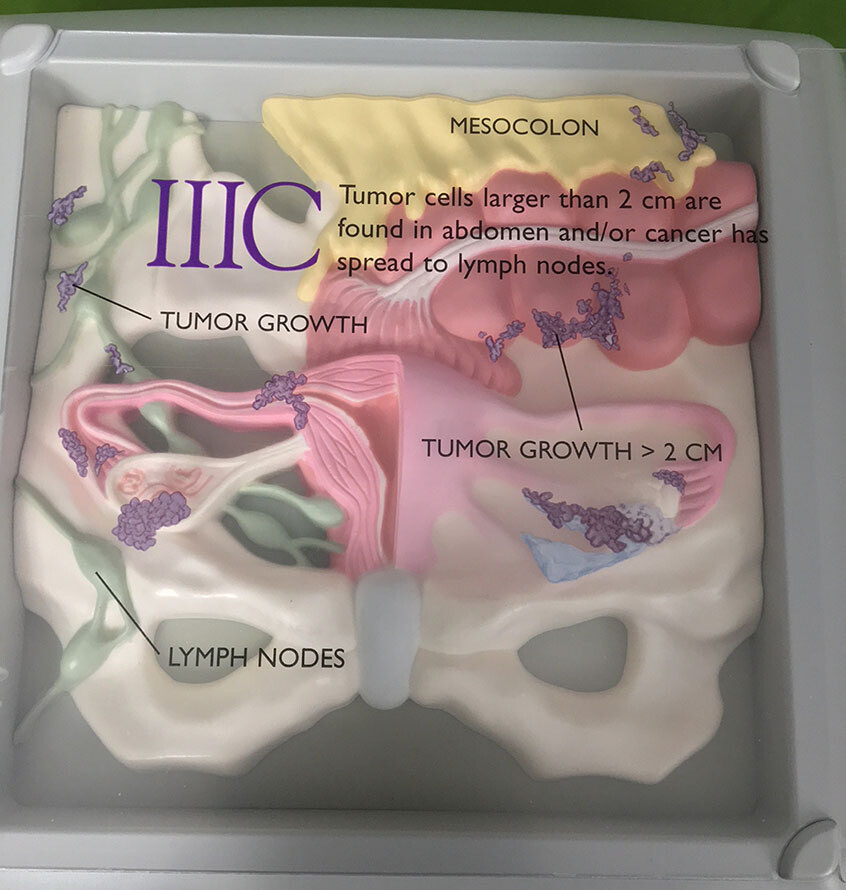 MESOCOLON
IIIC
Tumor cells larger than 2 cm are
found in abdomen and/or cancer has
spread to lymph nodes.
TUMOR GROWTH
TUMOR GROWTH > 2 CM
LYMPH NODES